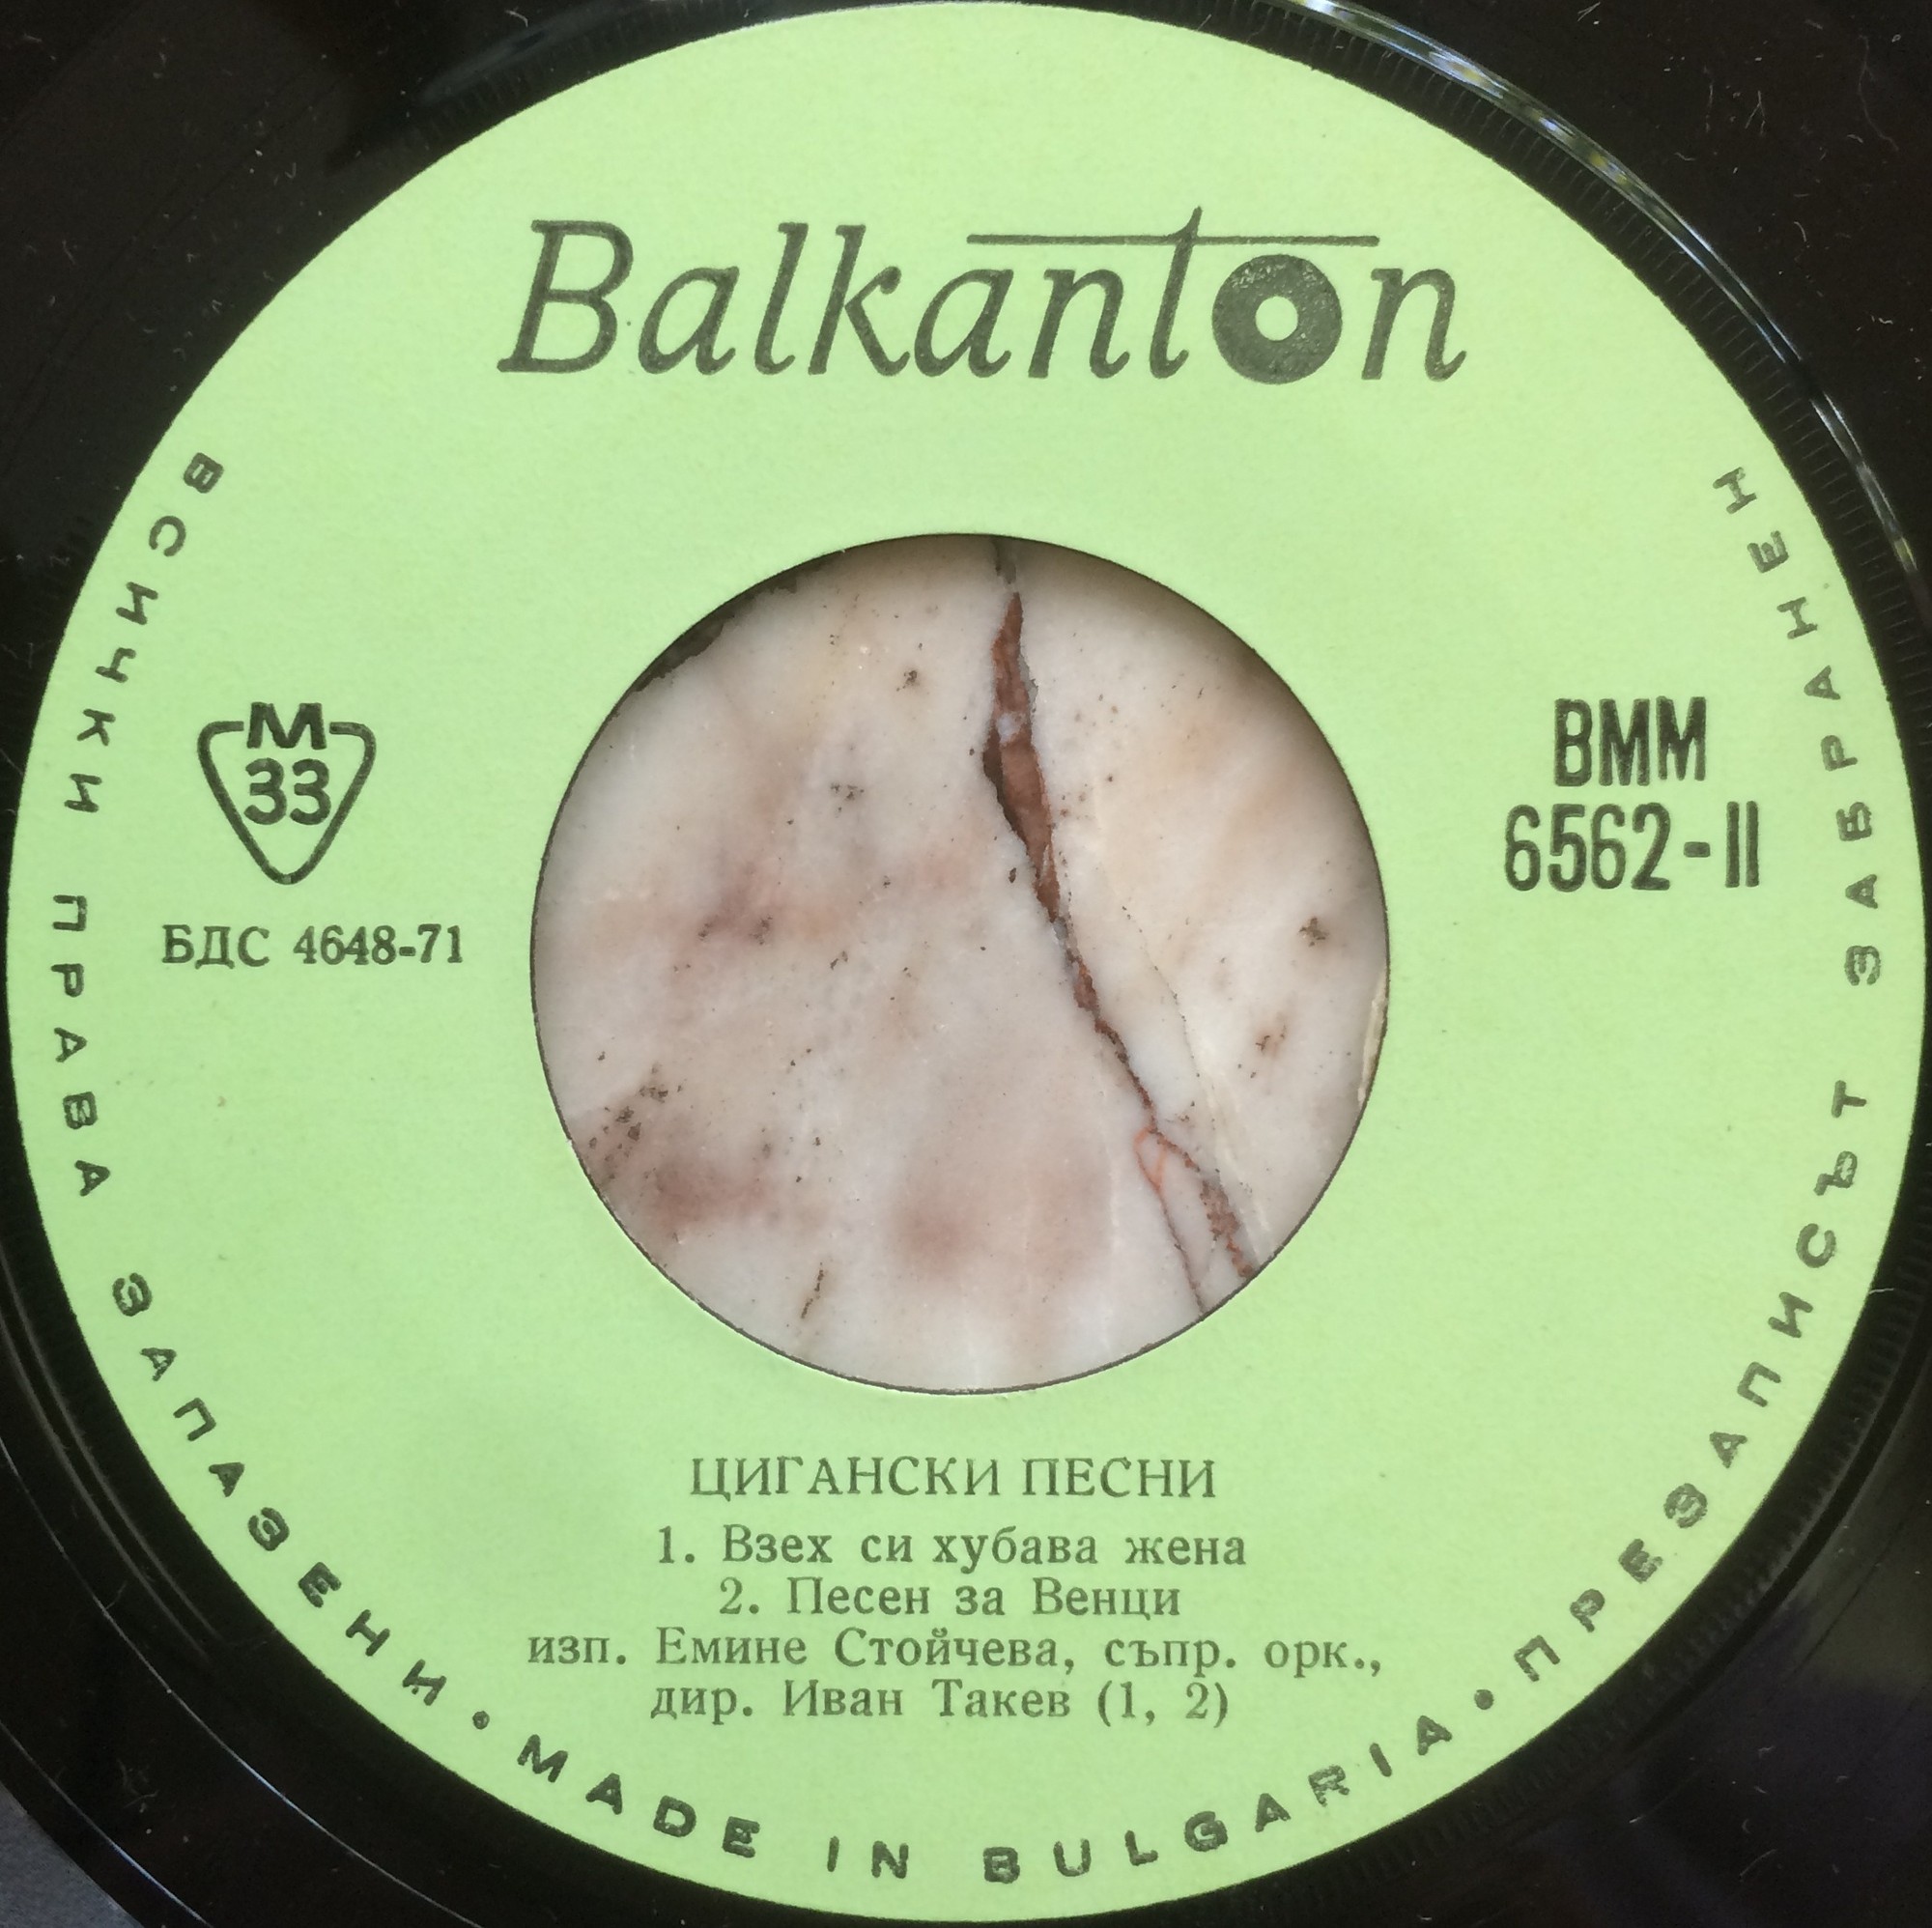 Balkanton
М
33
БДС 4648-71
ВММ
6562-II
ЦИГАНСКИ ПЕСНИ
1. Взех си хубава жена
2. Песен за Венци
изп. Емине Стойчева, съпр. орк.,
дир. Иван Такев (1, 2)
ВСИЧКИ ПРАВА ЗАПАЗЕНИ • MADE IN BULGARIA • ПРЕЗАПИСЪТ ЗАБРАНЕН